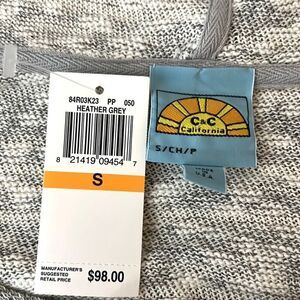 84R03K23 PP 050
HEATHER GREY
8 21419 09454 7
S
MANUFACTURER'S
SUGGESTED
RETAIL PRICE
$98.00
C&C
California
S/CH/P
U.S.A.